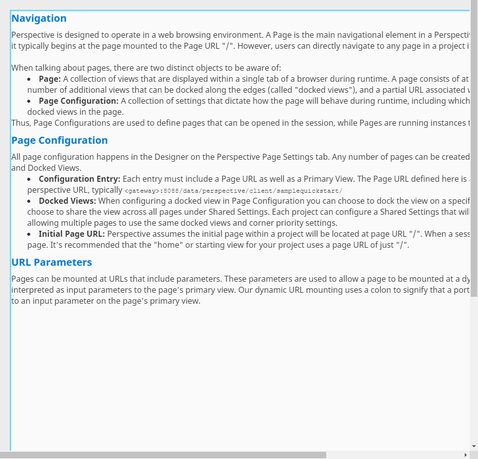 Navigation
Perspective is designed to operate in a web browsing environment. A Page is the main navigational element in a
it typically begins at the page mounted to the Page URL "/". However, users can directly navigate to any page in a project
When talking about pages, there are two distinct objects to be aware of:
• Page: A collection of views that are displayed within a single tab of a browser during runtime. A page consists of at
number of additional views that can be docked along the edges (called "docked views"), and a partial URL associated
• Page Configuration: A collection of settings that dictate how the page will behave during runtime, including which
docked views in the page.
Thus, Page Configurations are used to define pages that can be opened in the session, while Pages are running instances
Page Configuration
All page configuration happens in the Designer on the Perspective Page Settings tab. Any number of pages can be created
and Docked Views.
• Configuration Entry: Each entry must include a Page URL as well as a Primary View. The Page URL defined here is
perspective URL, typically <gateway>:8088/data/perspective/client/samplequickstart/
• Docked Views: When configuring a docked view in Page Configuration you can choose to dock the view on a
choose to share the view across all pages under Shared Settings. Each project can configure a Shared Settings that
allowing multiple pages to use the same docked views and corner priority settings.
• Initial Page URL: Perspective assumes the initial page within a project will be located at page URL "/". When a
page. It's recommended that the "home" or starting view for your project uses a page URL of just "/".
URL Parameters
Pages can be mounted at URLs that include parameters. These parameters are used to allow a page to be mounted at a
interpreted as input parameters to the page's primary view. Our dynamic URL mounting uses a colon to signify that a
to an input parameter on the page's primary view.